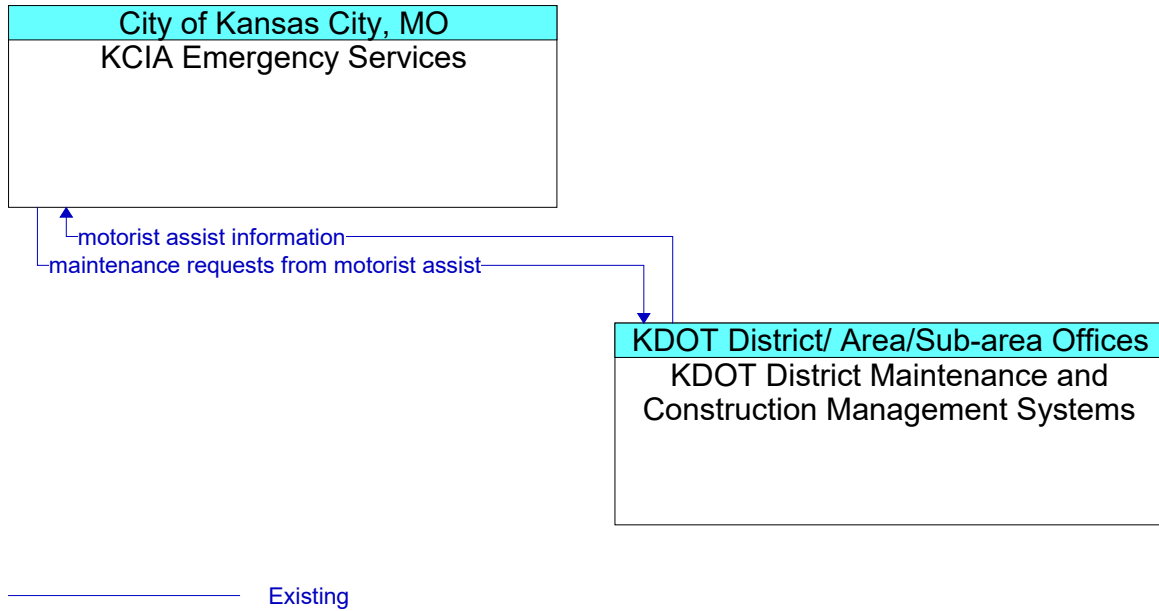 City of Kansas City, MO
KCIA Emergency Services
motorist assist information
maintenance requests from motorist assist
KDOT District/ Area/Sub-area Offices
KDOT District Maintenance and
Construction Management Systems
Existing